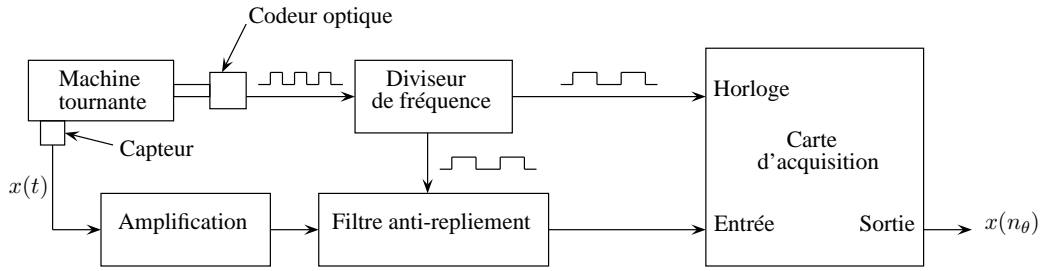 Codeur optique
Machine
tournante
Diviseur
de fréquence
Horloge
Capteur
Carte
d'acquisition
x(t)
Amplification
Filtre anti-repliement
Entrée
Sortie
x(n_θ)